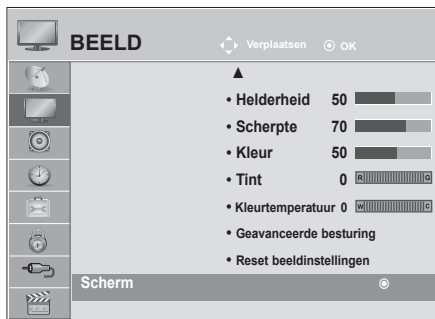 BEELD Verplaatsen OK
• Helderheid 50
• Scherpte 70
• Kleur 50
• Tint 0 R G
• Kleurtemperatuur 0 W C
• Geavanceerde besturing
• Reset beeldinstellingen
Scherm